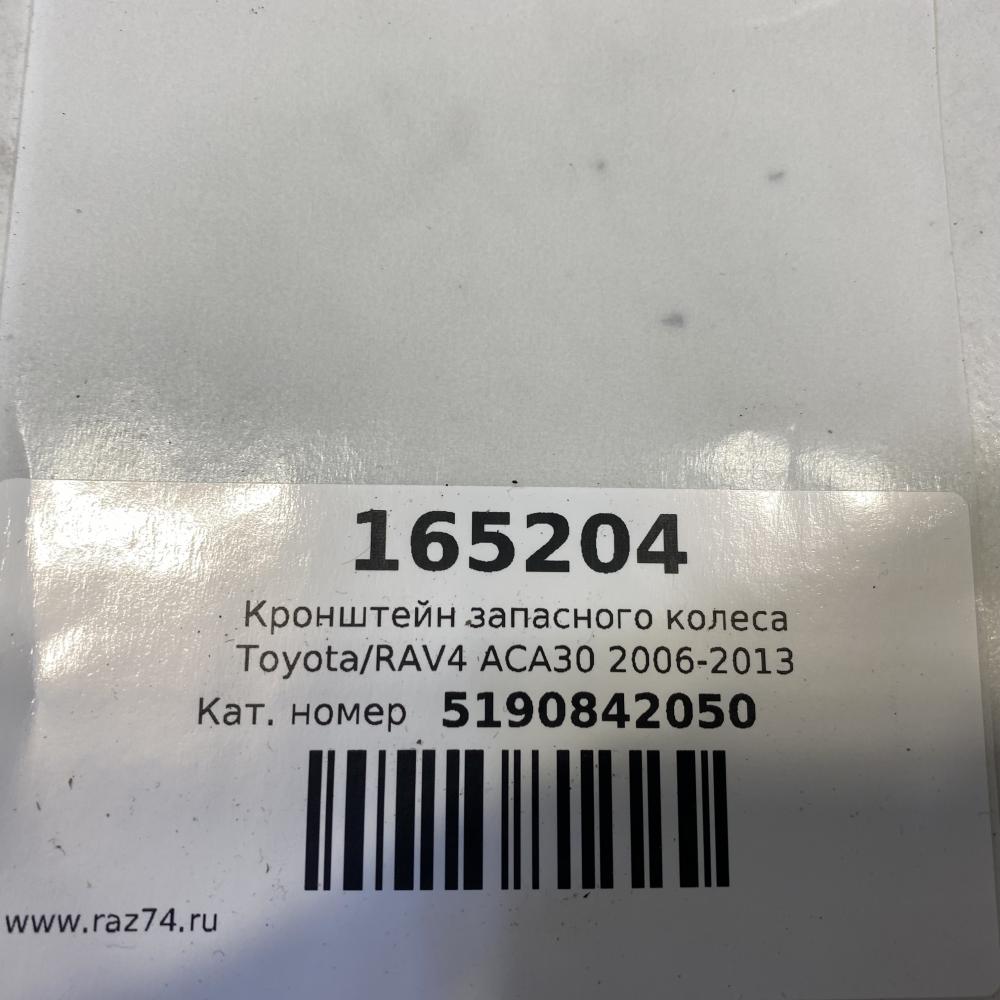 165204
Кронштейн запасного колеса
Toyota/RAV4 ACA30 2006-2013
Кат. номер 5190842050
www.raz74.ru